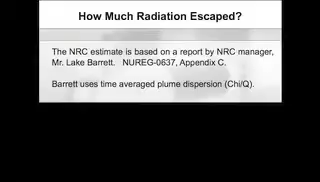 How Much Radiation Escaped?
The NRC estimate is based on a report by NRC manager,
Mr. Lake Barrett. NUREG-0637, Appendix C.
Barrett uses time averaged plume dispersion (Chi/Q).